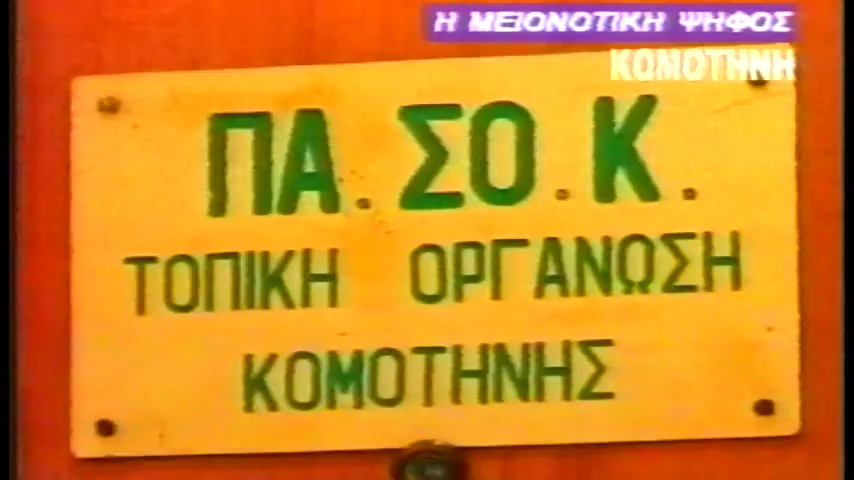 Η ΜΕΙΟΝΟΤΙΚΗ ΨΗΦΟΣ
ΚΟΜΟΤΗΝΗ
ΠΑ.ΣΟ.Κ.
ΤΟΠΙΚΗ ΟΡΓΑΝΩΣΗ
ΚΟΜΟΤΗΝΗΣ